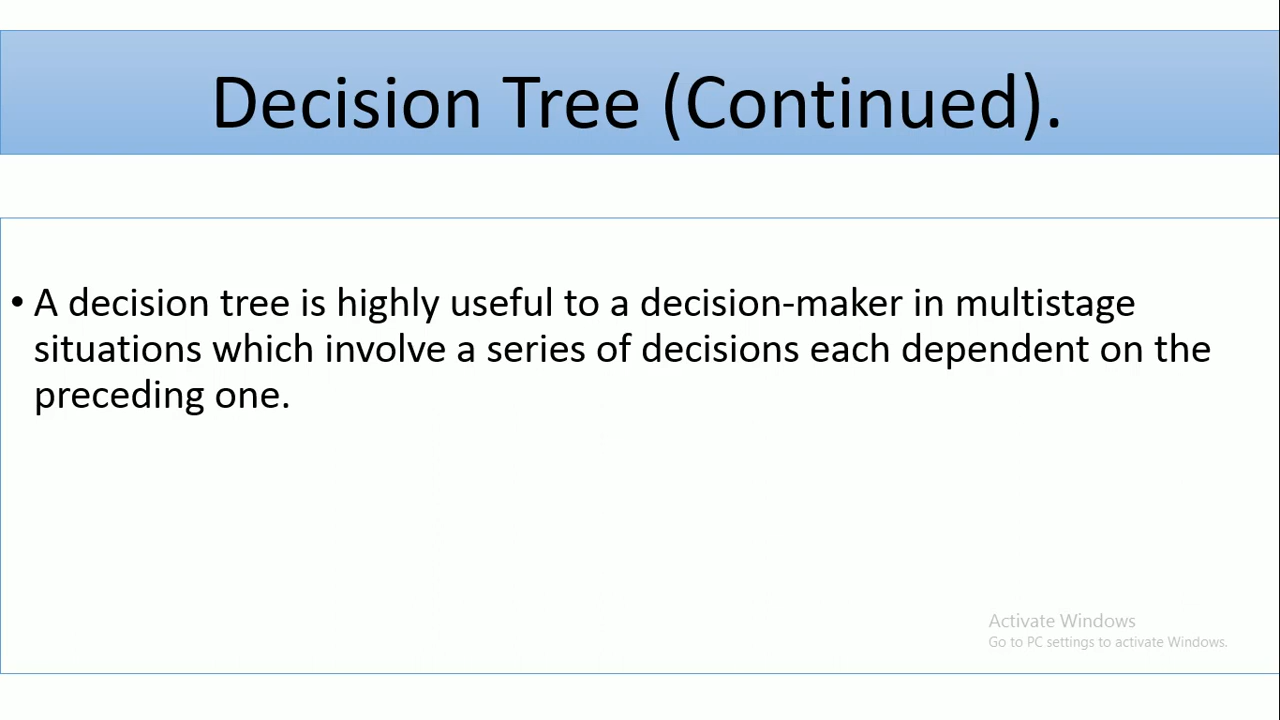 Decision Tree (Continued).
• A decision tree is highly useful to a decision-maker in multistage
situations which involve a series of decisions each dependent on the
preceding one.
Activate Windows
Go to PC settings to activate Windows.